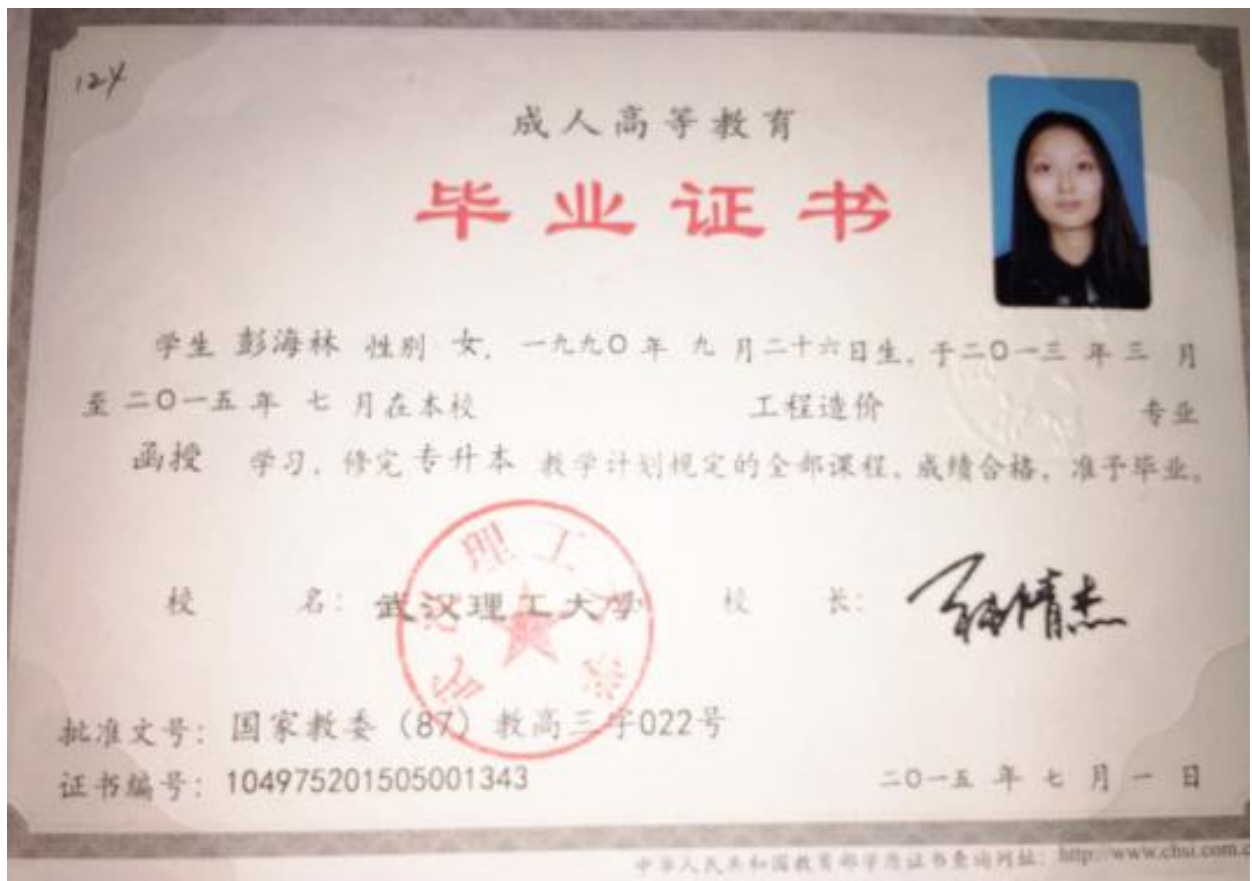 124
成人高等教育
毕业证书
学生 彭海林 性别 女, 一九九〇年 九 月二十六日生, 于二〇一三 年 三 月
至 二〇一五 年 七 月在本校 工程造价 专业
函授 学习, 修完 专升本 教学计划规定的全部课程, 成绩合格, 准予毕业。
校 名: 武汉理工大学 校 长:
批准文号: 国家教委 (87) 教高三字022号
证书编号: 104975201505001343 二〇一五 年 七 月 一 日
中华人民共和国教育部学历证书查询网址: http://www.chsi.com.c